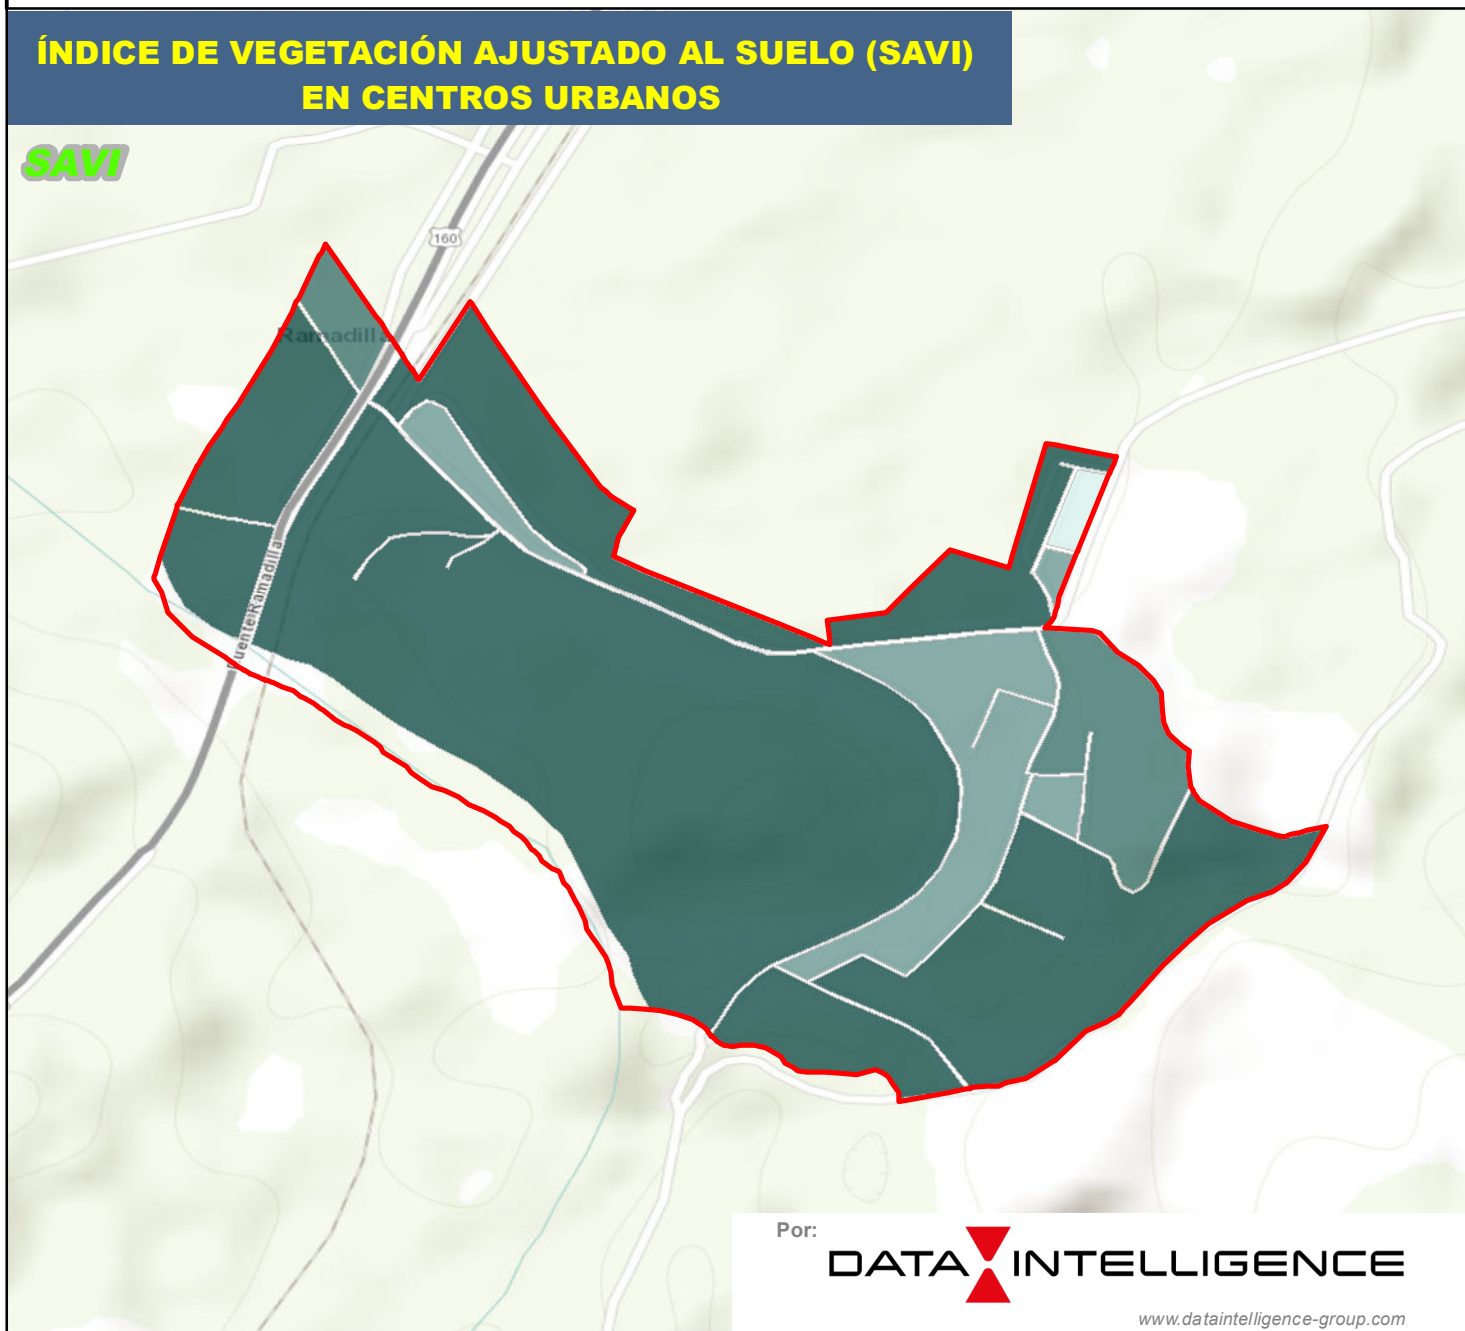 ÍNDICE DE VEGETACIÓN AJUSTADO AL SUELO (SAVI)
EN CENTROS URBANOS
SAVI
160
Ramadilla
Puente Ramadilla
Por:
DATA INTELLIGENCE
www.dataintelligence-group.com